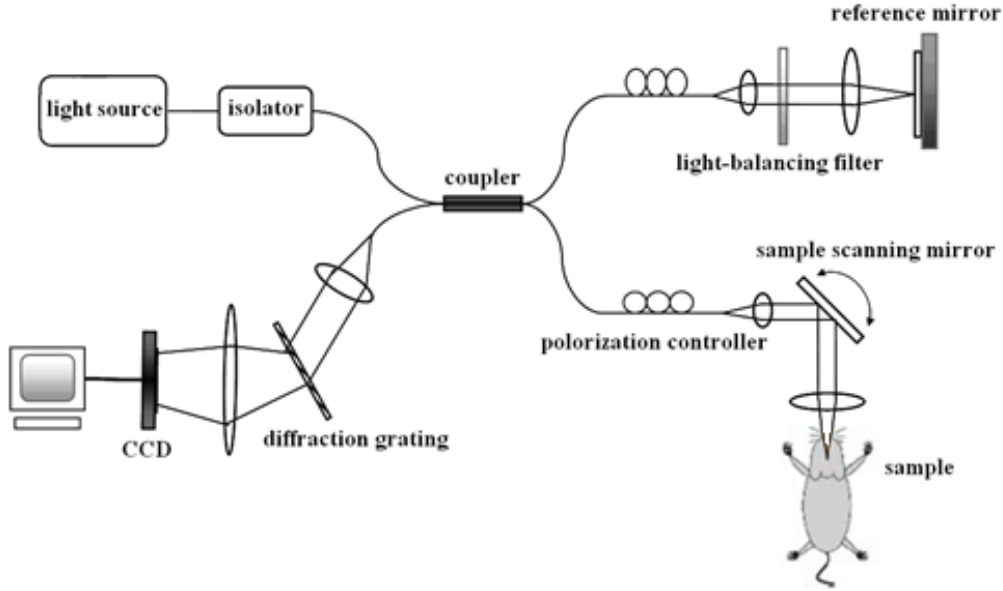 reference mirror
light source
isolator
light-balancing filter
coupler
sample scanning mirror
polorization controller
diffraction grating
CCD
sample